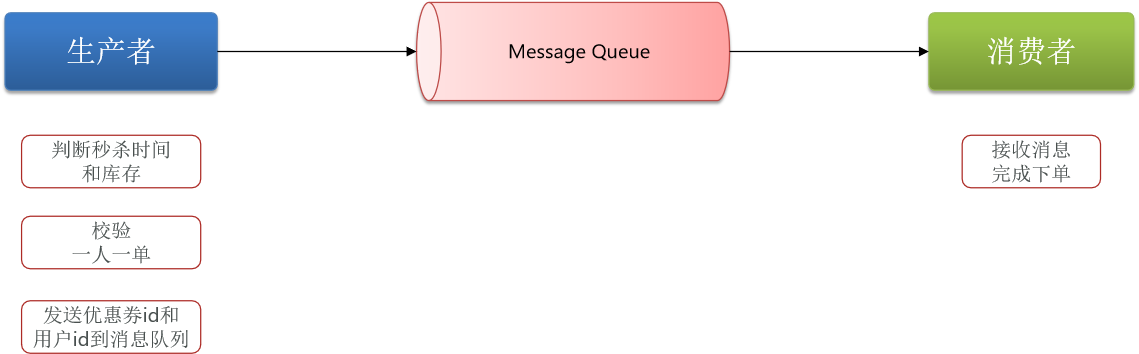 生产者
Message Queue
消费者
判断秒杀时间
和库存
校验
一人一单
发送优惠券id和
用户id到消息队列
接收消息
完成下单